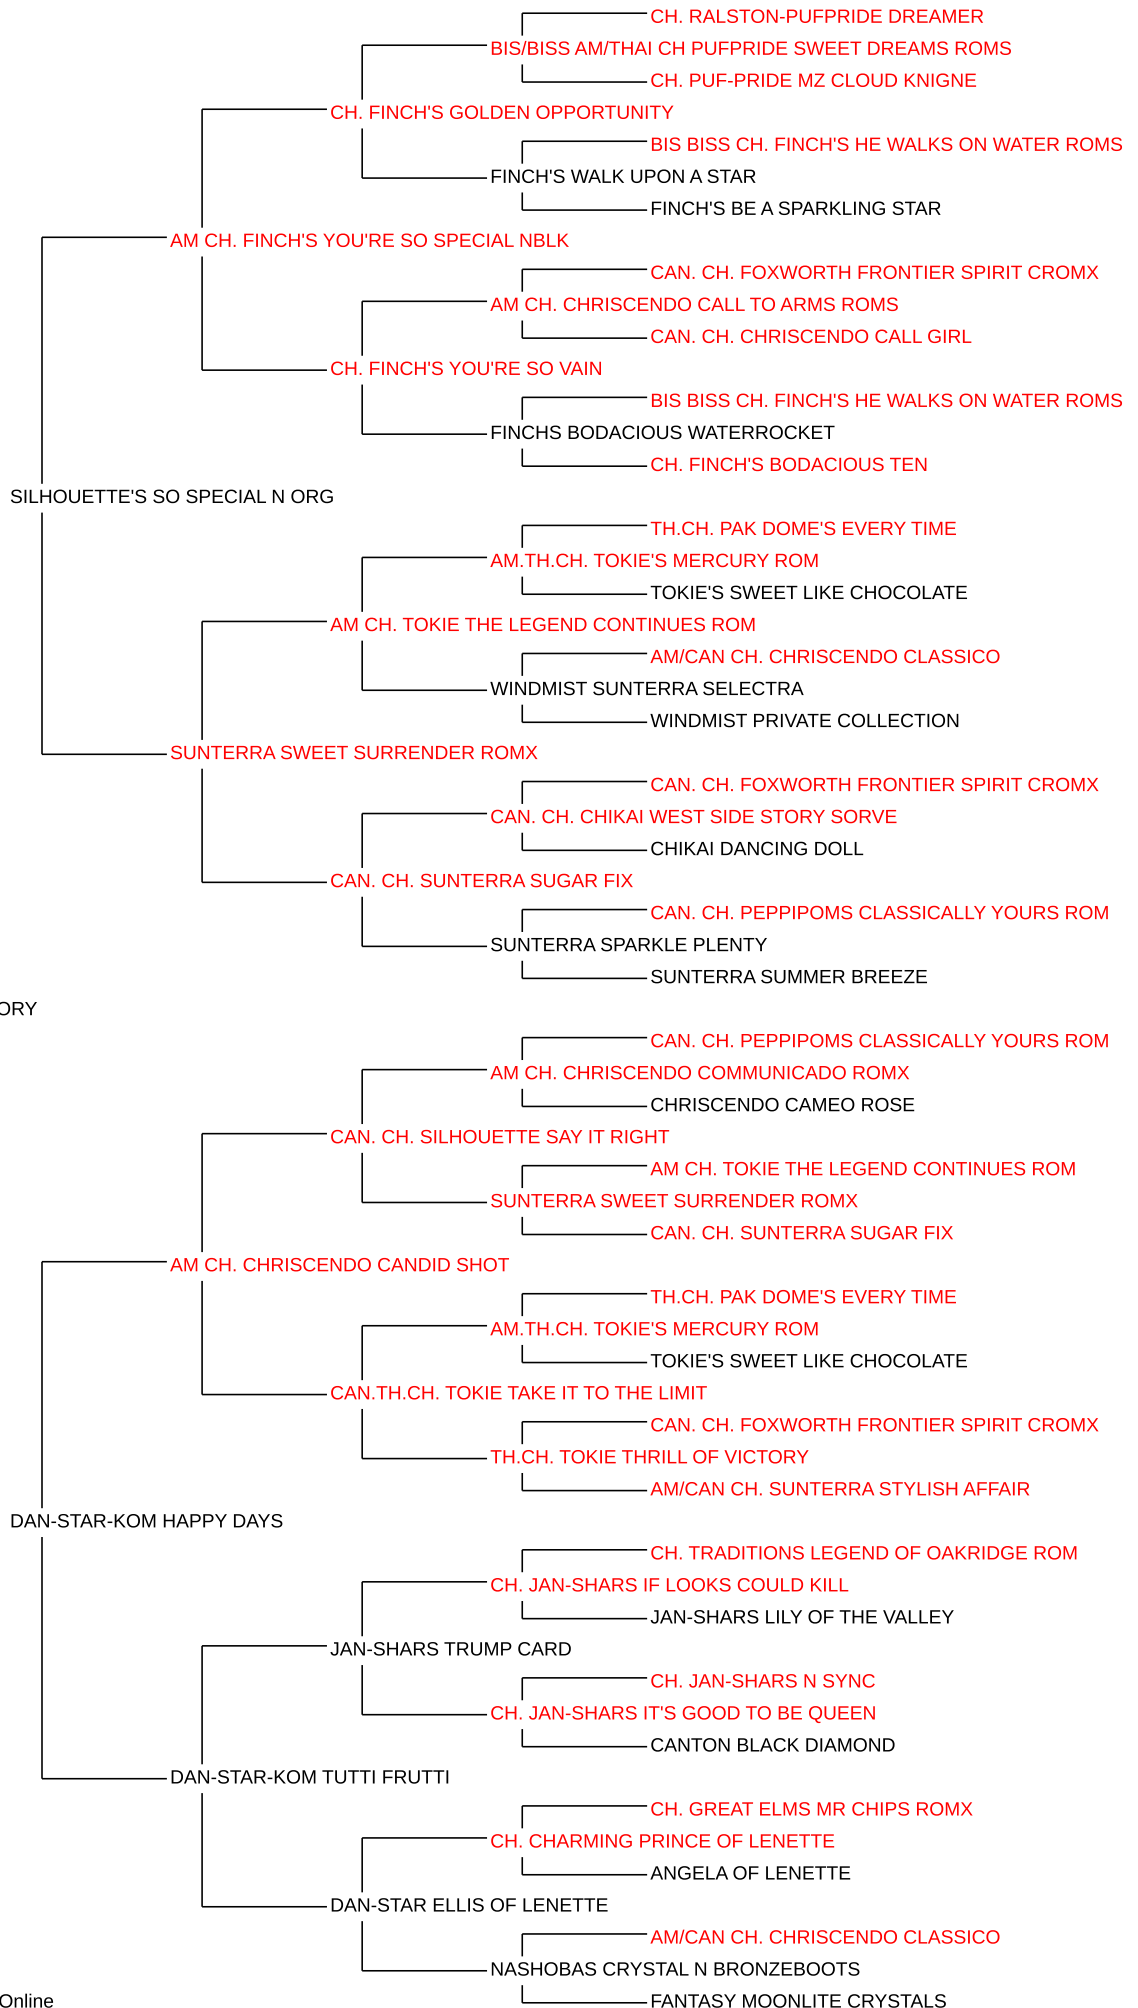 CH. RALSTON-PUFPRIDE DREAMER
BIS/BISS AM/THAI CH PUFPRIDE SWEET DREAMS ROMS
CH. PUF-PRIDE MZ CLOUD KNIGNE
CH. FINCH'S GOLDEN OPPORTUNITY
BIS BISS CH. FINCH'S HE WALKS ON WATER ROMS
FINCH'S WALK UPON A STAR
FINCH'S BE A SPARKLING STAR
AM CH. FINCH'S YOU'RE SO SPECIAL NBLK
CAN. CH. FOXWORTH FRONTIER SPIRIT CROMX
AM CH. CHRISCENDO CALL TO ARMS ROMS
CAN. CH. CHRISCENDO CALL GIRL
CH. FINCH'S YOU'RE SO VAIN
BIS BISS CH. FINCH'S HE WALKS ON WATER ROMS
FINCHS BODACIOUS WATERROCKET
CH. FINCH'S BODACIOUS TEN
SILHOUETTE'S SO SPECIAL N ORG
TH.CH. PAK DOME'S EVERY TIME
AM.TH.CH. TOKIE'S MERCURY ROM
TOKIE'S SWEET LIKE CHOCOLATE
AM CH. TOKIE THE LEGEND CONTINUES ROM
AM/CAN CH. CHRISCENDO CLASSICO
WINDMIST SUNTERRA SELECTRA
WINDMIST PRIVATE COLLECTION
SUNTERRA SWEET SURRENDER ROMX
CAN. CH. FOXWORTH FRONTIER SPIRIT CROMX
CAN. CH. CHIKAI WEST SIDE STORY SORVE
CHIKAI DANCING DOLL
CAN. CH. SUNTERRA SUGAR FIX
CAN. CH. PEPPIPOMS CLASSICALLY YOURS ROM
SUNTERRA SPARKLE PLENTY
SUNTERRA SUMMER BREEZE
ORY
CAN. CH. PEPPIPOMS CLASSICALLY YOURS ROM
AM CH. CHRISCENDO COMMUNICADO ROMX
CHRISCENDO CAMEO ROSE
CAN. CH. SILHOUETTE SAY IT RIGHT
AM CH. TOKIE THE LEGEND CONTINUES ROM
SUNTERRA SWEET SURRENDER ROMX
CAN. CH. SUNTERRA SUGAR FIX
AM CH. CHRISCENDO CANDID SHOT
TH.CH. PAK DOME'S EVERY TIME
AM.TH.CH. TOKIE'S MERCURY ROM
TOKIE'S SWEET LIKE CHOCOLATE
CAN.TH.CH. TOKIE TAKE IT TO THE LIMIT
CAN. CH. FOXWORTH FRONTIER SPIRIT CROMX
TH.CH. TOKIE THRILL OF VICTORY
AM/CAN CH. SUNTERRA STYLISH AFFAIR
DAN-STAR-KOM HAPPY DAYS
CH. TRADITIONS LEGEND OF OAKRIDGE ROM
CH. JAN-SHARS IF LOOKS COULD KILL
JAN-SHARS LILY OF THE VALLEY
JAN-SHARS TRUMP CARD
CH. JAN-SHARS N SYNC
CH. JAN-SHARS IT'S GOOD TO BE QUEEN
CANTON BLACK DIAMOND
DAN-STAR-KOM TUTTI FRUTTI
CH. GREAT ELMS MR CHIPS ROMX
CH. CHARMING PRINCE OF LENETTE
ANGELA OF LENETTE
DAN-STAR ELLIS OF LENETTE
AM/CAN CH. CHRISCENDO CLASSICO
NASHOBAS CRYSTAL N BRONZEBOOTS
FANTASY MOONLITE CRYSTALS
Online